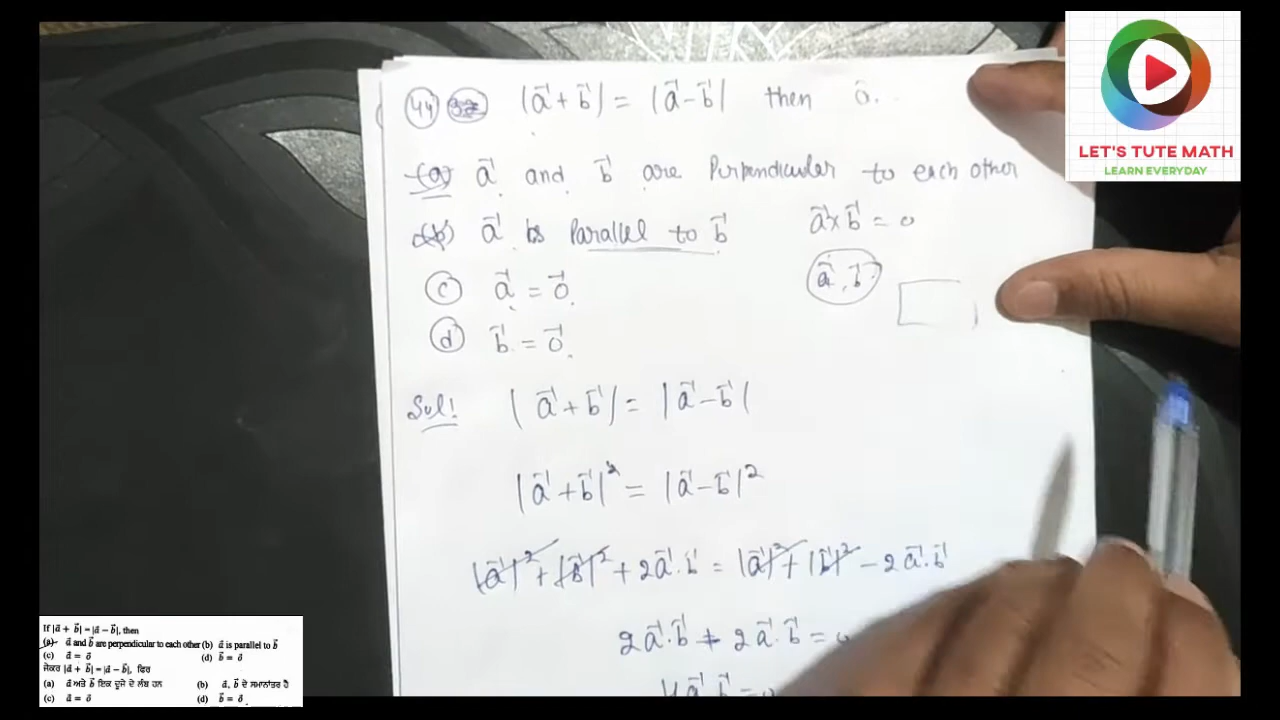 44 |a⃗ + b⃗| = |a⃗ - b⃗| then a⃗.
(a) a⃗ and b⃗ are Perpendicular to each other
(b) a⃗ is Parallel to b⃗
a⃗ × b⃗ = 0
(c) a⃗ = 0⃗
a⃗ . b⃗
(d) b⃗ = 0⃗
Sol!
|a⃗ + b⃗| = |a⃗ - b⃗|
|a⃗ + b⃗|² = |a⃗ - b⃗|²
|a⃗|² + |b⃗|² + 2a⃗.b⃗ = |a⃗|² + |b⃗|² - 2a⃗.b⃗
2a⃗.b⃗ + 2a⃗.b⃗ = 0
4a⃗.b⃗ = 0
LET'S TUTE MATH
LEARN EVERYDAY
If |a⃗ + b⃗| = |a⃗ - b⃗|, then
(a) a⃗ and b⃗ are perpendicular to each other (b) a⃗ is parallel to b⃗
(c) a⃗ = o⃗ (d) b⃗ = o⃗
ਜੇਕਰ |a⃗ + b⃗| = |a⃗ - b⃗|, ਫਿਰ
(a) a⃗ ਅਤੇ b⃗ ਇਕ ਦੂਜੇ ਦੇ ਲੰਬ ਹਨ (b) a⃗, b⃗ ਦੇ ਸਮਾਨਾਂਤਰ ਹੈ
(c) a⃗ = o⃗ (d) b⃗ = o⃗